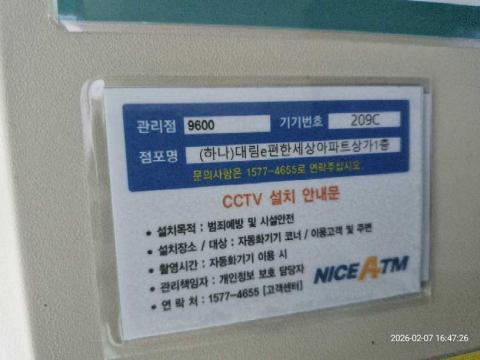 관리점 9600 기기번호 209C
점포명 (하나)대림e편한세상아파트상가1층
문의사항은 1577-4655로 연락주십시오
CCTV 설치 안내문
• 설치목적 : 범죄예방 및 시설안전
• 설치장소 / 대상 : 자동화기기 코너 / 이용고객 및 주변
• 촬영시간 : 자동화기기 이용 시
• 관리책임자 : 개인정보 보호 담당자
• 연 락 처 : 1577-4655 [고객센터]
NICE ATM
2026-02-07 16:47:26